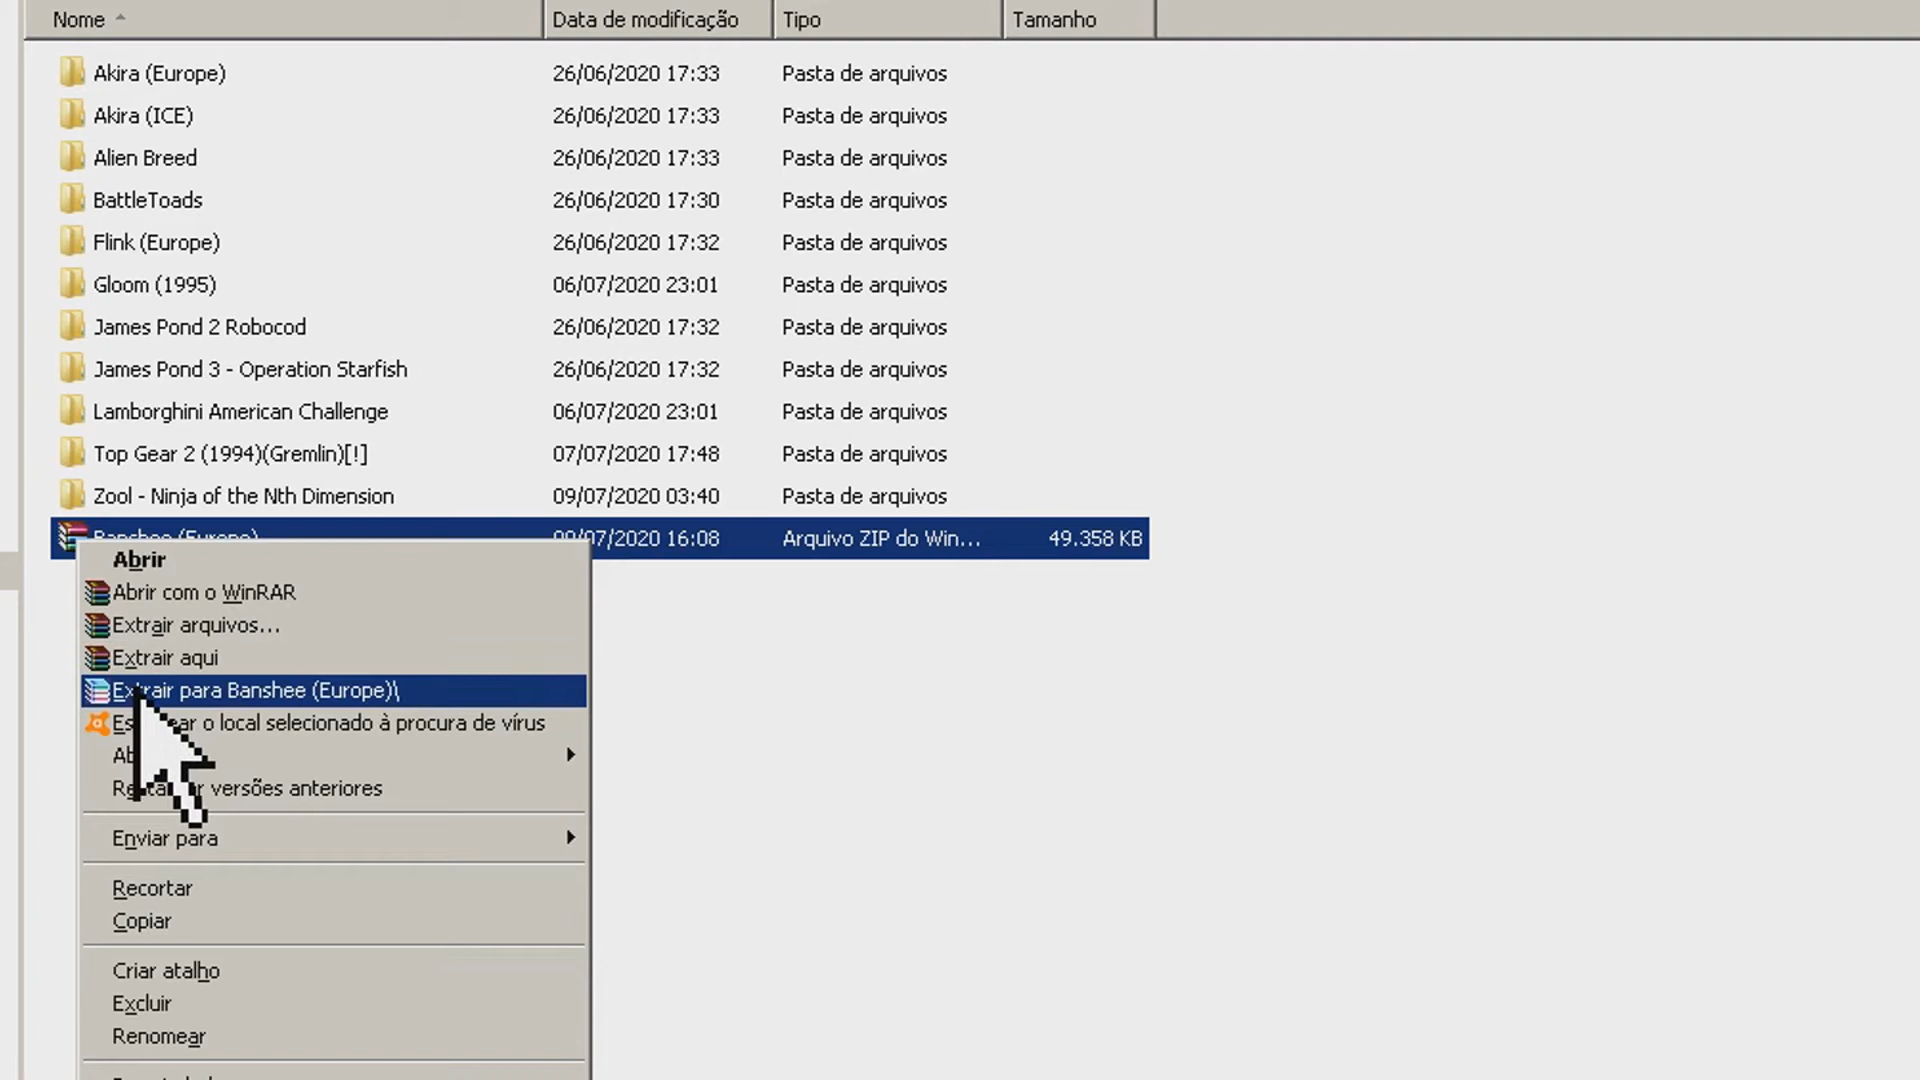 Nome Data de modificação Tipo Tamanho
Akira (Europe) 26/06/2020 17:33 Pasta de arquivos
Akira (ICE) 26/06/2020 17:33 Pasta de arquivos
Alien Breed 26/06/2020 17:33 Pasta de arquivos
BattleToads 26/06/2020 17:30 Pasta de arquivos
Flink (Europe) 26/06/2020 17:32 Pasta de arquivos
Gloom (1995) 06/07/2020 23:01 Pasta de arquivos
James Pond 2 Robocod 26/06/2020 17:32 Pasta de arquivos
James Pond 3 - Operation Starfish 26/06/2020 17:32 Pasta de arquivos
Lamborghini American Challenge 06/07/2020 23:01 Pasta de arquivos
Top Gear 2 (1994)(Gremlin)[!] 07/07/2020 17:48 Pasta de arquivos
Zool - Ninja of the Nth Dimension 09/07/2020 03:40 Pasta de arquivos
Banshee (Europe) 09/07/2020 16:08 Arquivo ZIP do Win... 49.358 KB
Abrir
Abrir com o WinRAR
Extrair arquivos...
Extrair aqui
Extrair para Banshee (Europe)\
o local selecionado à procura de vírus
versões anteriores
Enviar para
Recortar
Copiar
Criar atalho
Excluir
Renomear